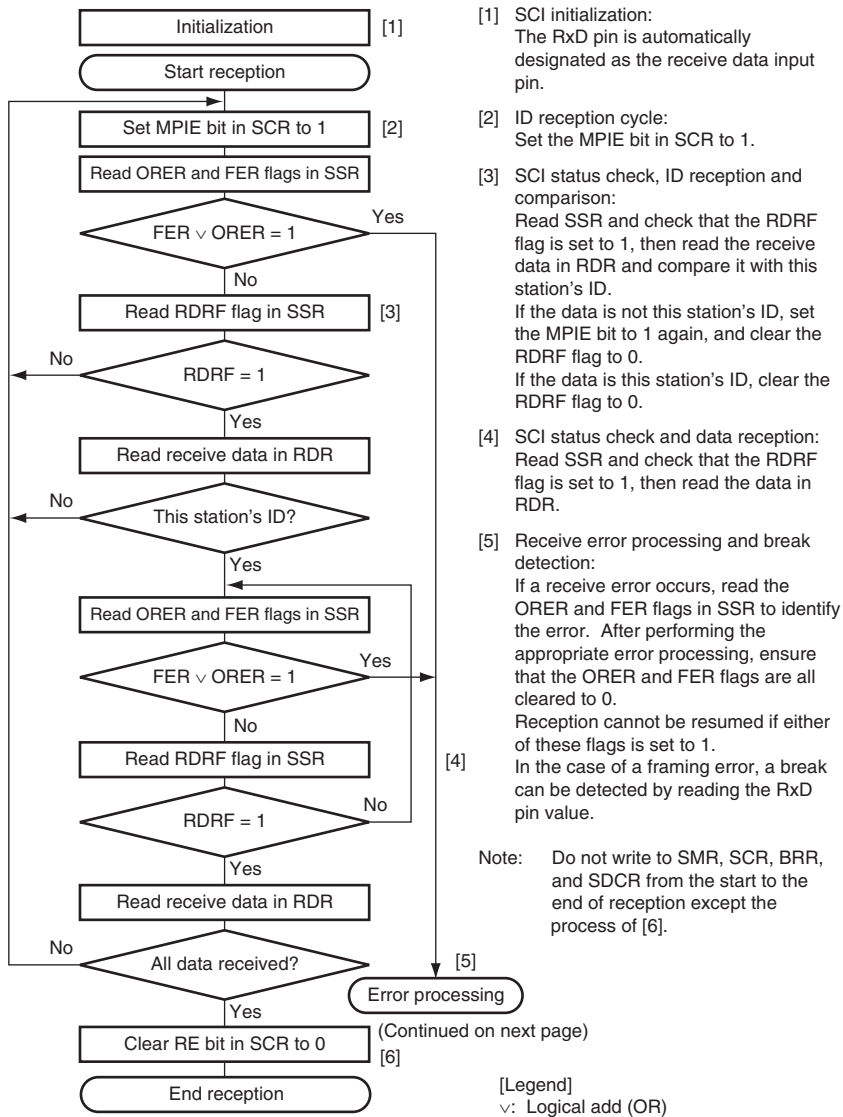 Initialization
[1]
Start reception
Set MPIE bit in SCR to 1
[2]
Read ORER and FER flags in SSR
FER ∨ ORER = 1
Yes
No
Read RDRF flag in SSR
[3]
No
RDRF = 1
Yes
Read receive data in RDR
No
This station's ID?
Yes
Read ORER and FER flags in SSR
FER ∨ ORER = 1
Yes
No
Read RDRF flag in SSR
[4]
RDRF = 1
No
Yes
Read receive data in RDR
No
All data received?
[5]
Error processing
(Continued on next page)
Yes
Clear RE bit in SCR to 0
[6]
End reception
[1] SCI initialization:
The RxD pin is automatically
designated as the receive data input
pin.
[2] ID reception cycle:
Set the MPIE bit in SCR to 1.
[3] SCI status check, ID reception and
comparison:
Read SSR and check that the RDRF
flag is set to 1, then read the receive
data in RDR and compare it with this
station's ID.
If the data is not this station's ID, set
the MPIE bit to 1 again, and clear the
RDRF flag to 0.
If the data is this station's ID, clear the
RDRF flag to 0.
[4] SCI status check and data reception:
Read SSR and check that the RDRF
flag is set to 1, then read the data in
RDR.
[5] Receive error processing and break
detection:
If a receive error occurs, read the
ORER and FER flags in SSR to identify
the error. After performing the
appropriate error processing, ensure
that the ORER and FER flags are all
cleared to 0.
Reception cannot be resumed if either
of these flags is set to 1.
In the case of a framing error, a break
can be detected by reading the RxD
pin value.
Note: Do not write to SMR, SCR, BRR,
and SDCR from the start to the
end of reception except the
process of [6].
[Legend]
∨: Logical add (OR)